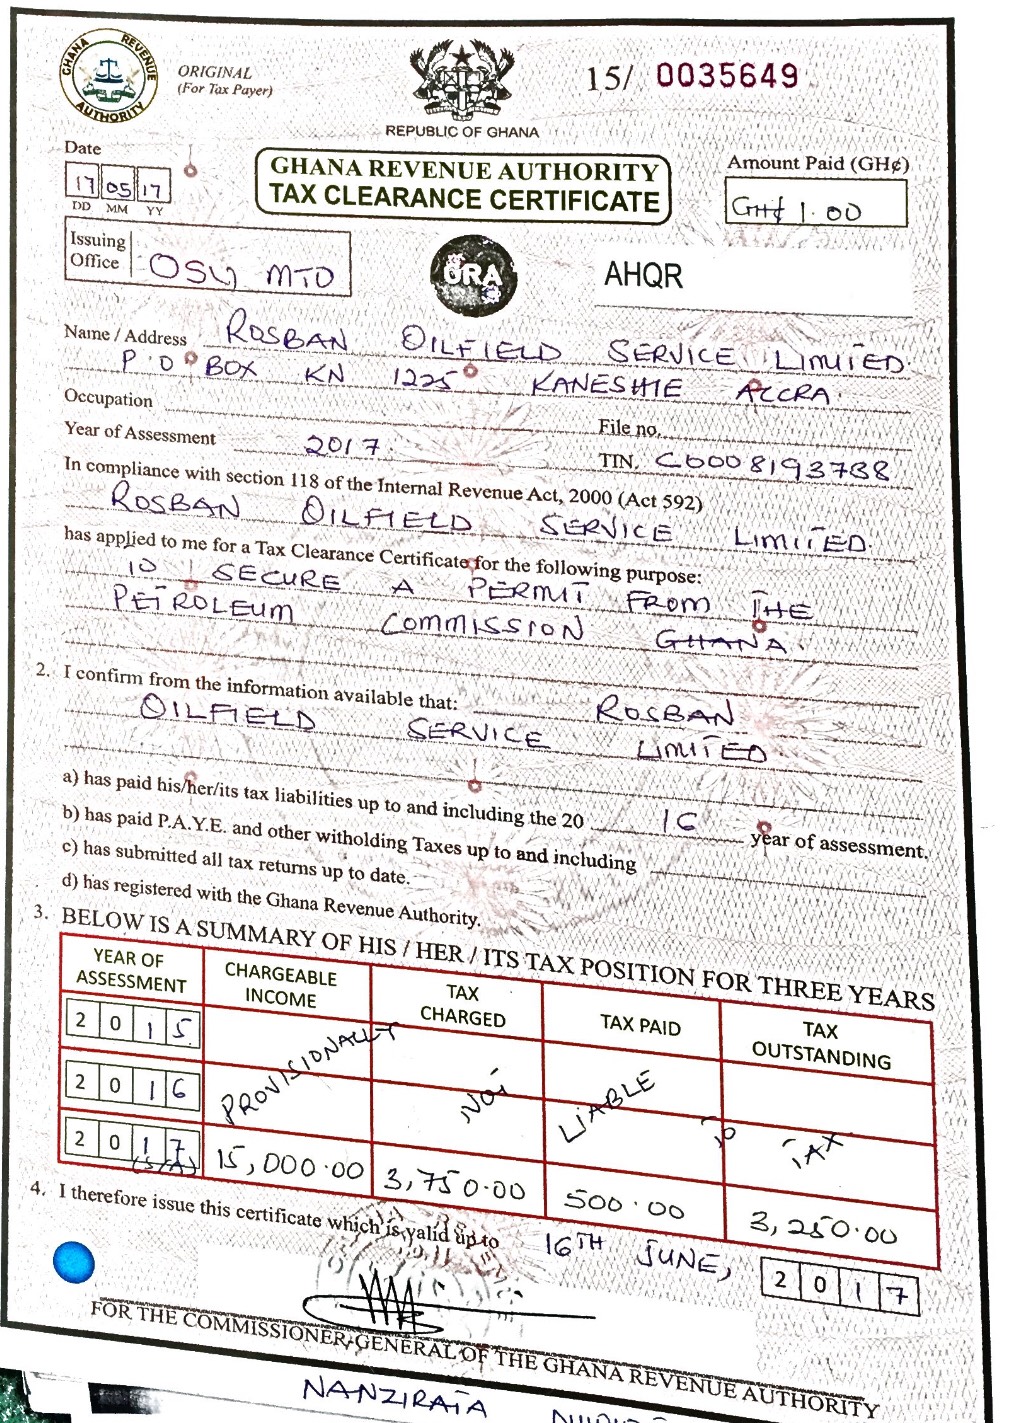 GHANA REVENUE AUTHORITY
ORIGINAL
(For Tax Payer)
REPUBLIC OF GHANA
15/ 0035649
Date
17 05 17
DD MM YY
GHANA REVENUE AUTHORITY
TAX CLEARANCE CERTIFICATE
Amount Paid (GH¢)
GH¢ 1.00
Issuing Office OSU MTO
GRA
AHQR
Name / Address ROSBAN OILFIELD SERVICE LIMITED
P O BOX KN 1225 KANESHIE ACCRA.
Occupation
File no.
Year of Assessment 2017
TIN. C0008193738
In compliance with section 118 of the Internal Revenue Act, 2000 (Act 592)
ROSBAN OILFIELD SERVICE LIMITED.
has applied to me for a Tax Clearance Certificate for the following purpose:
TO SECURE A PERMIT FROM THE
PETROLEUM COMMISSION GHANA.
2. I confirm from the information available that: ROSBAN
OILFIELD SERVICE LIMITED
a) has paid his/her/its tax liabilities up to and including the 20 16 year of assessment.
b) has paid P.A.Y.E. and other witholding Taxes up to and including
c) has submitted all tax returns up to date.
d) has registered with the Ghana Revenue Authority.
3. BELOW IS A SUMMARY OF HIS / HER / ITS TAX POSITION FOR THREE YEARS
YEAR OF ASSESSMENT CHARGEABLE INCOME TAX CHARGED TAX PAID TAX OUTSTANDING
2015
2016 PROVISIONALLY NOT LIABLE TO TAX
2017 (S/A) 15,000.00 3,750.00 500.00 3,250.00
4. I therefore issue this certificate which is valid up to 16TH JUNE, 2017
FOR THE COMMISSIONER-GENERAL OF THE GHANA REVENUE AUTHORITY
NANZIRATA